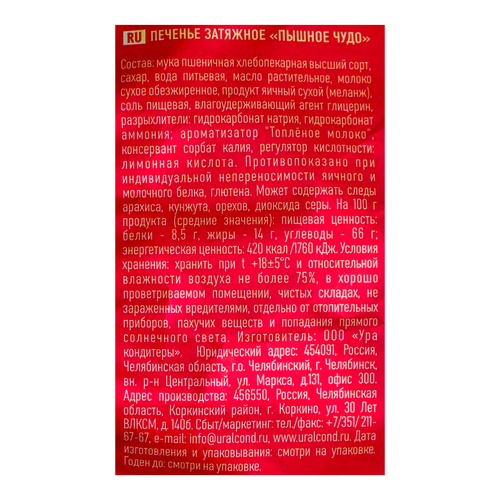 RU ПЕЧЕНЬЕ ЗАТЯЖНОЕ «ПЫШНОЕ ЧУДО»
Состав: мука пшеничная хлебопекарная высший сорт,
сахар, вода питьевая, масло растительное, молоко
сухое обезжиренное, продукт яичный сухой (меланж),
соль пищевая, влагоудерживающий агент глицерин,
разрыхлители: гидрокарбонат натрия, гидрокарбонат
аммония; ароматизатор "Топлёное молоко",
консервант сорбат калия, регулятор кислотности:
лимонная кислота. Противопоказано при
индивидуальной непереносимости яичного и
молочного белка, глютена. Может содержать следы
арахиса, кунжута, орехов, диоксида серы. На 100 г
продукта (средние значения): пищевая ценность:
белки - 8,5 г, жиры - 14 г, углеводы - 66 г;
энергетическая ценность: 420 ккал /1760 кДж. Условия
хранения: хранить при t +18±5°С и относительной
влажности воздуха не более 75%, в хорошо
проветриваемом помещении, чистых складах, не
зараженных вредителями, отдельно от отопительных
приборов, пахучих веществ и попадания прямого
солнечного света. Изготовитель: ООО «Ура
кондитеры». Юридический адрес: 454091, Россия,
Челябинская область, г.о. Челябинский, г. Челябинск,
вн. р-н Центральный, ул. Маркса, д.131, офис 300.
Адрес производства: 456550, Россия, Челябинская
область, Коркинский район, г. Коркино, ул. 30 Лет
ВЛКСМ, д. 140б. Сбыт/маркетинг: тел./факс: +7/351/ 211-
67-67, e-mail: info@uralcond.ru, www.uralcond.ru. Дата
изготовления и упаковывания: смотри на упаковке.
Годен до: смотри на упаковке.